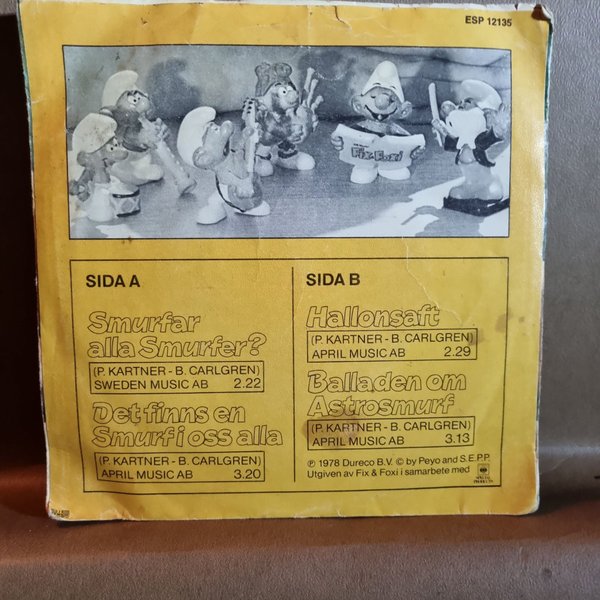 ESP 12135
Fix Foxi
SIDA A
Smurfar
alla Smurfer?
(P. KARTNER - B. CARLGREN)
SWEDEN MUSIC AB 2.22
Det finns en
Smurf i oss alla
(P. KARTNER - B. CARLGREN)
APRIL MUSIC AB 3.20
SIDA B
Hallonsaft
(P. KARTNER - B. CARLGREN)
APRIL MUSIC AB 2.29
Balladen om
Astrosmurf
(P. KARTNER - B. CARLGREN)
APRIL MUSIC AB 3.13
℗ 1978 Dureco B.V. © by Peyo and S.E.P.P.
Utgiven av Fix & Foxi i samarbete med